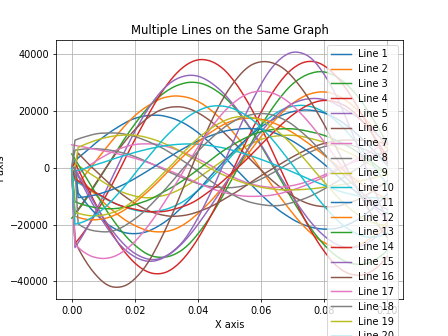 Multiple Lines on the Same Graph
40000
20000
0
−20000
−40000
0.00
0.02
0.04
0.06
X axis
Line 1
Line 2
Line 3
Line 4
Line 5
Line 6
Line 7
Line 8
Line 9
Line 10
Line 11
Line 12
Line 13
Line 14
Line 15
Line 16
Line 17
Line 18
Line 19
Line 20